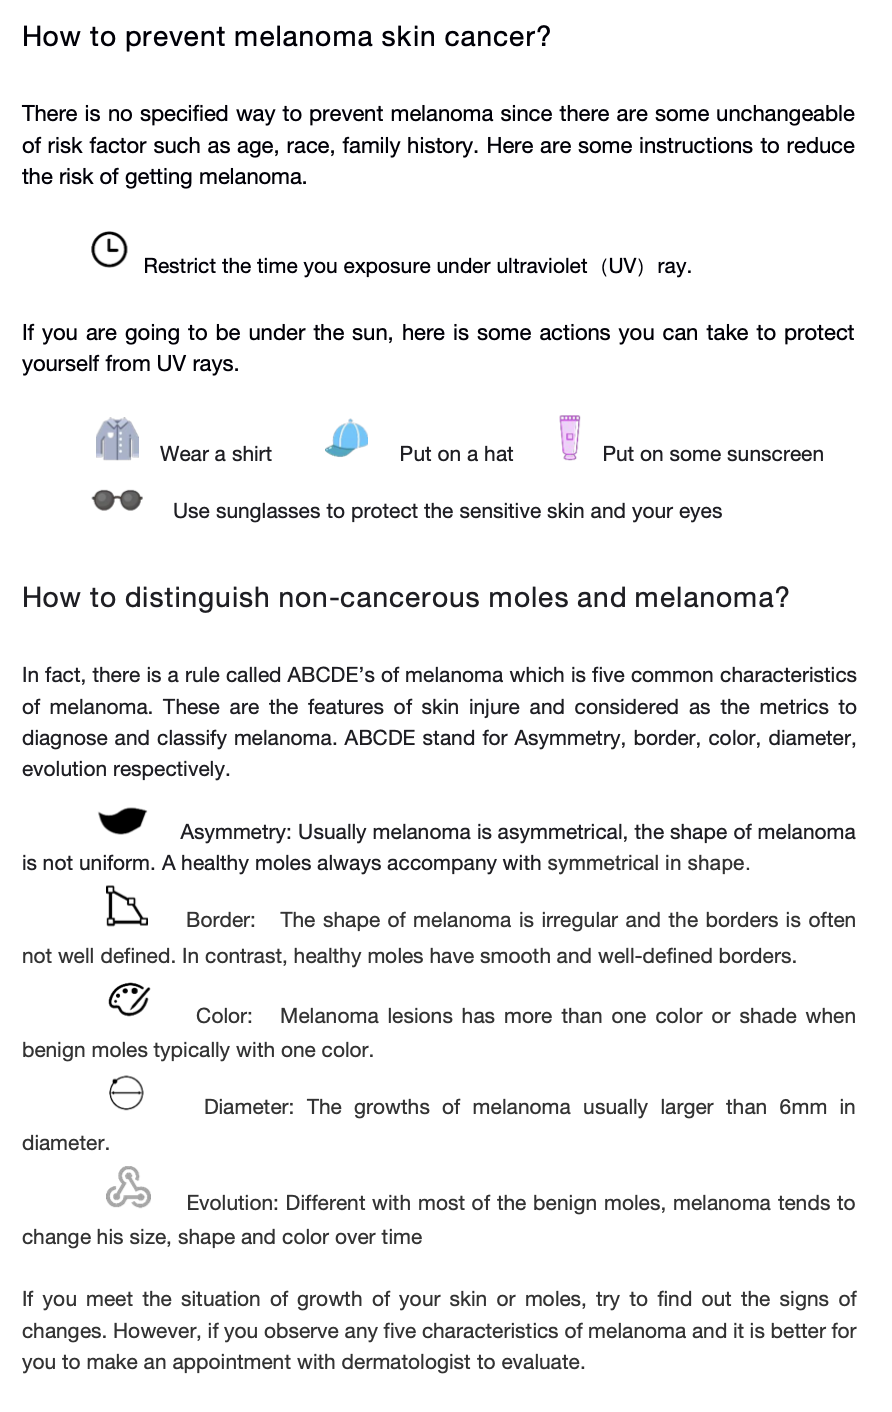 How to prevent melanoma skin cancer?
There is no specified way to prevent melanoma since there are some unchangeable
of risk factor such as age, race, family history. Here are some instructions to reduce
the risk of getting melanoma.
Restrict the time you exposure under ultraviolet（UV）ray.
If you are going to be under the sun, here is some actions you can take to protect
yourself from UV rays.
Wear a shirt Put on a hat Put on some sunscreen
Use sunglasses to protect the sensitive skin and your eyes
How to distinguish non-cancerous moles and melanoma?
In fact, there is a rule called ABCDE’s of melanoma which is five common characteristics
of melanoma. These are the features of skin injure and considered as the metrics to
diagnose and classify melanoma. ABCDE stand for Asymmetry, border, color, diameter,
evolution respectively.
Asymmetry: Usually melanoma is asymmetrical, the shape of melanoma
is not uniform. A healthy moles always accompany with symmetrical in shape.
Border: The shape of melanoma is irregular and the borders is often
not well defined. In contrast, healthy moles have smooth and well-defined borders.
Color: Melanoma lesions has more than one color or shade when
benign moles typically with one color.
Diameter: The growths of melanoma usually larger than 6mm in
diameter.
Evolution: Different with most of the benign moles, melanoma tends to
change his size, shape and color over time
If you meet the situation of growth of your skin or moles, try to find out the signs of
changes. However, if you observe any five characteristics of melanoma and it is better for
you to make an appointment with dermatologist to evaluate.